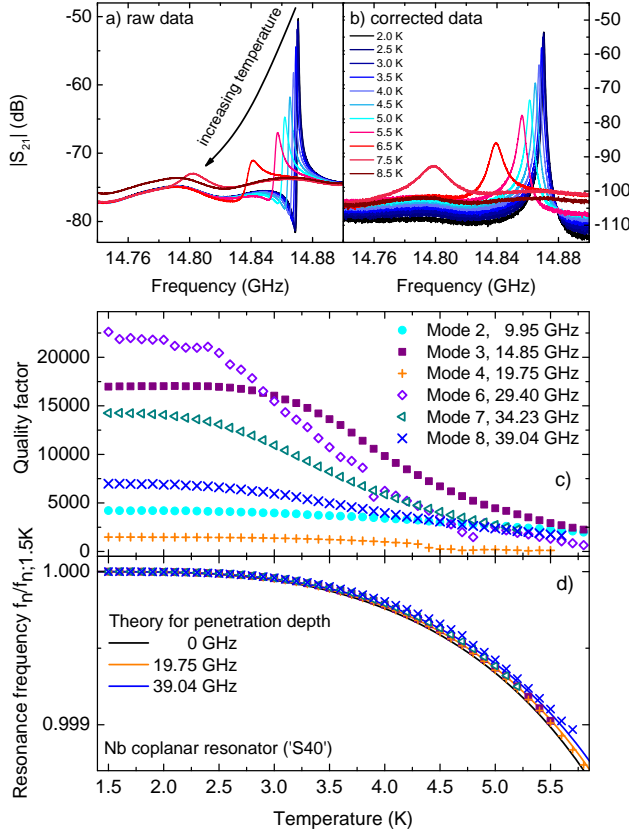 a) raw data
b) corrected data
increasing temperature
2.0 K
2.5 K
3.0 K
3.5 K
4.0 K
4.5 K
5.0 K
5.5 K
6.5 K
7.5 K
8.5 K
|S21| (dB)
-50
-60
-70
-80
-50
-60
-70
-80
-90
-100
-110
14.76 14.80 14.84 14.88
14.76 14.80 14.84 14.88
Frequency (GHz)
Frequency (GHz)
Quality factor
20000
15000
10000
5000
0
Mode 2, 9.95 GHz
Mode 3, 14.85 GHz
Mode 4, 19.75 GHz
Mode 6, 29.40 GHz
Mode 7, 34.23 GHz
Mode 8, 39.04 GHz
c)
Resonance frequency fn/fn;1.5K
1.000
0.999
d)
Theory for penetration depth
0 GHz
19.75 GHz
39.04 GHz
Nb coplanar resonator ('S40')
1.5 2.0 2.5 3.0 3.5 4.0 4.5 5.0 5.5
Temperature (K)